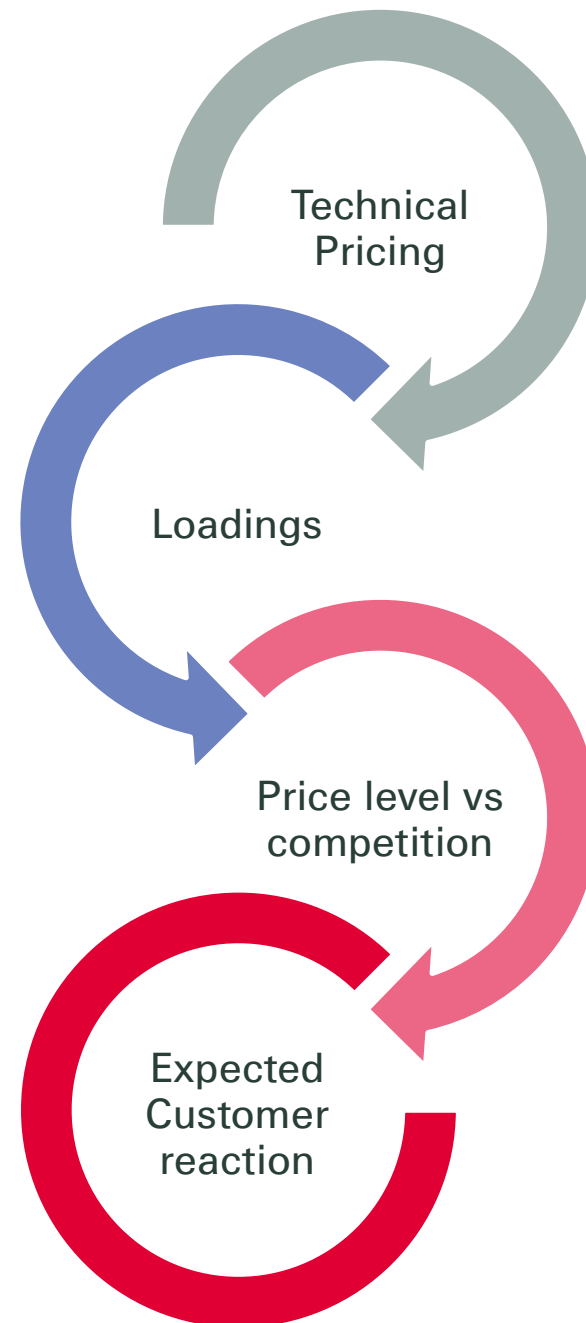 Technical
Pricing
Loadings
Price level vs
competition
Expected
Customer
reaction